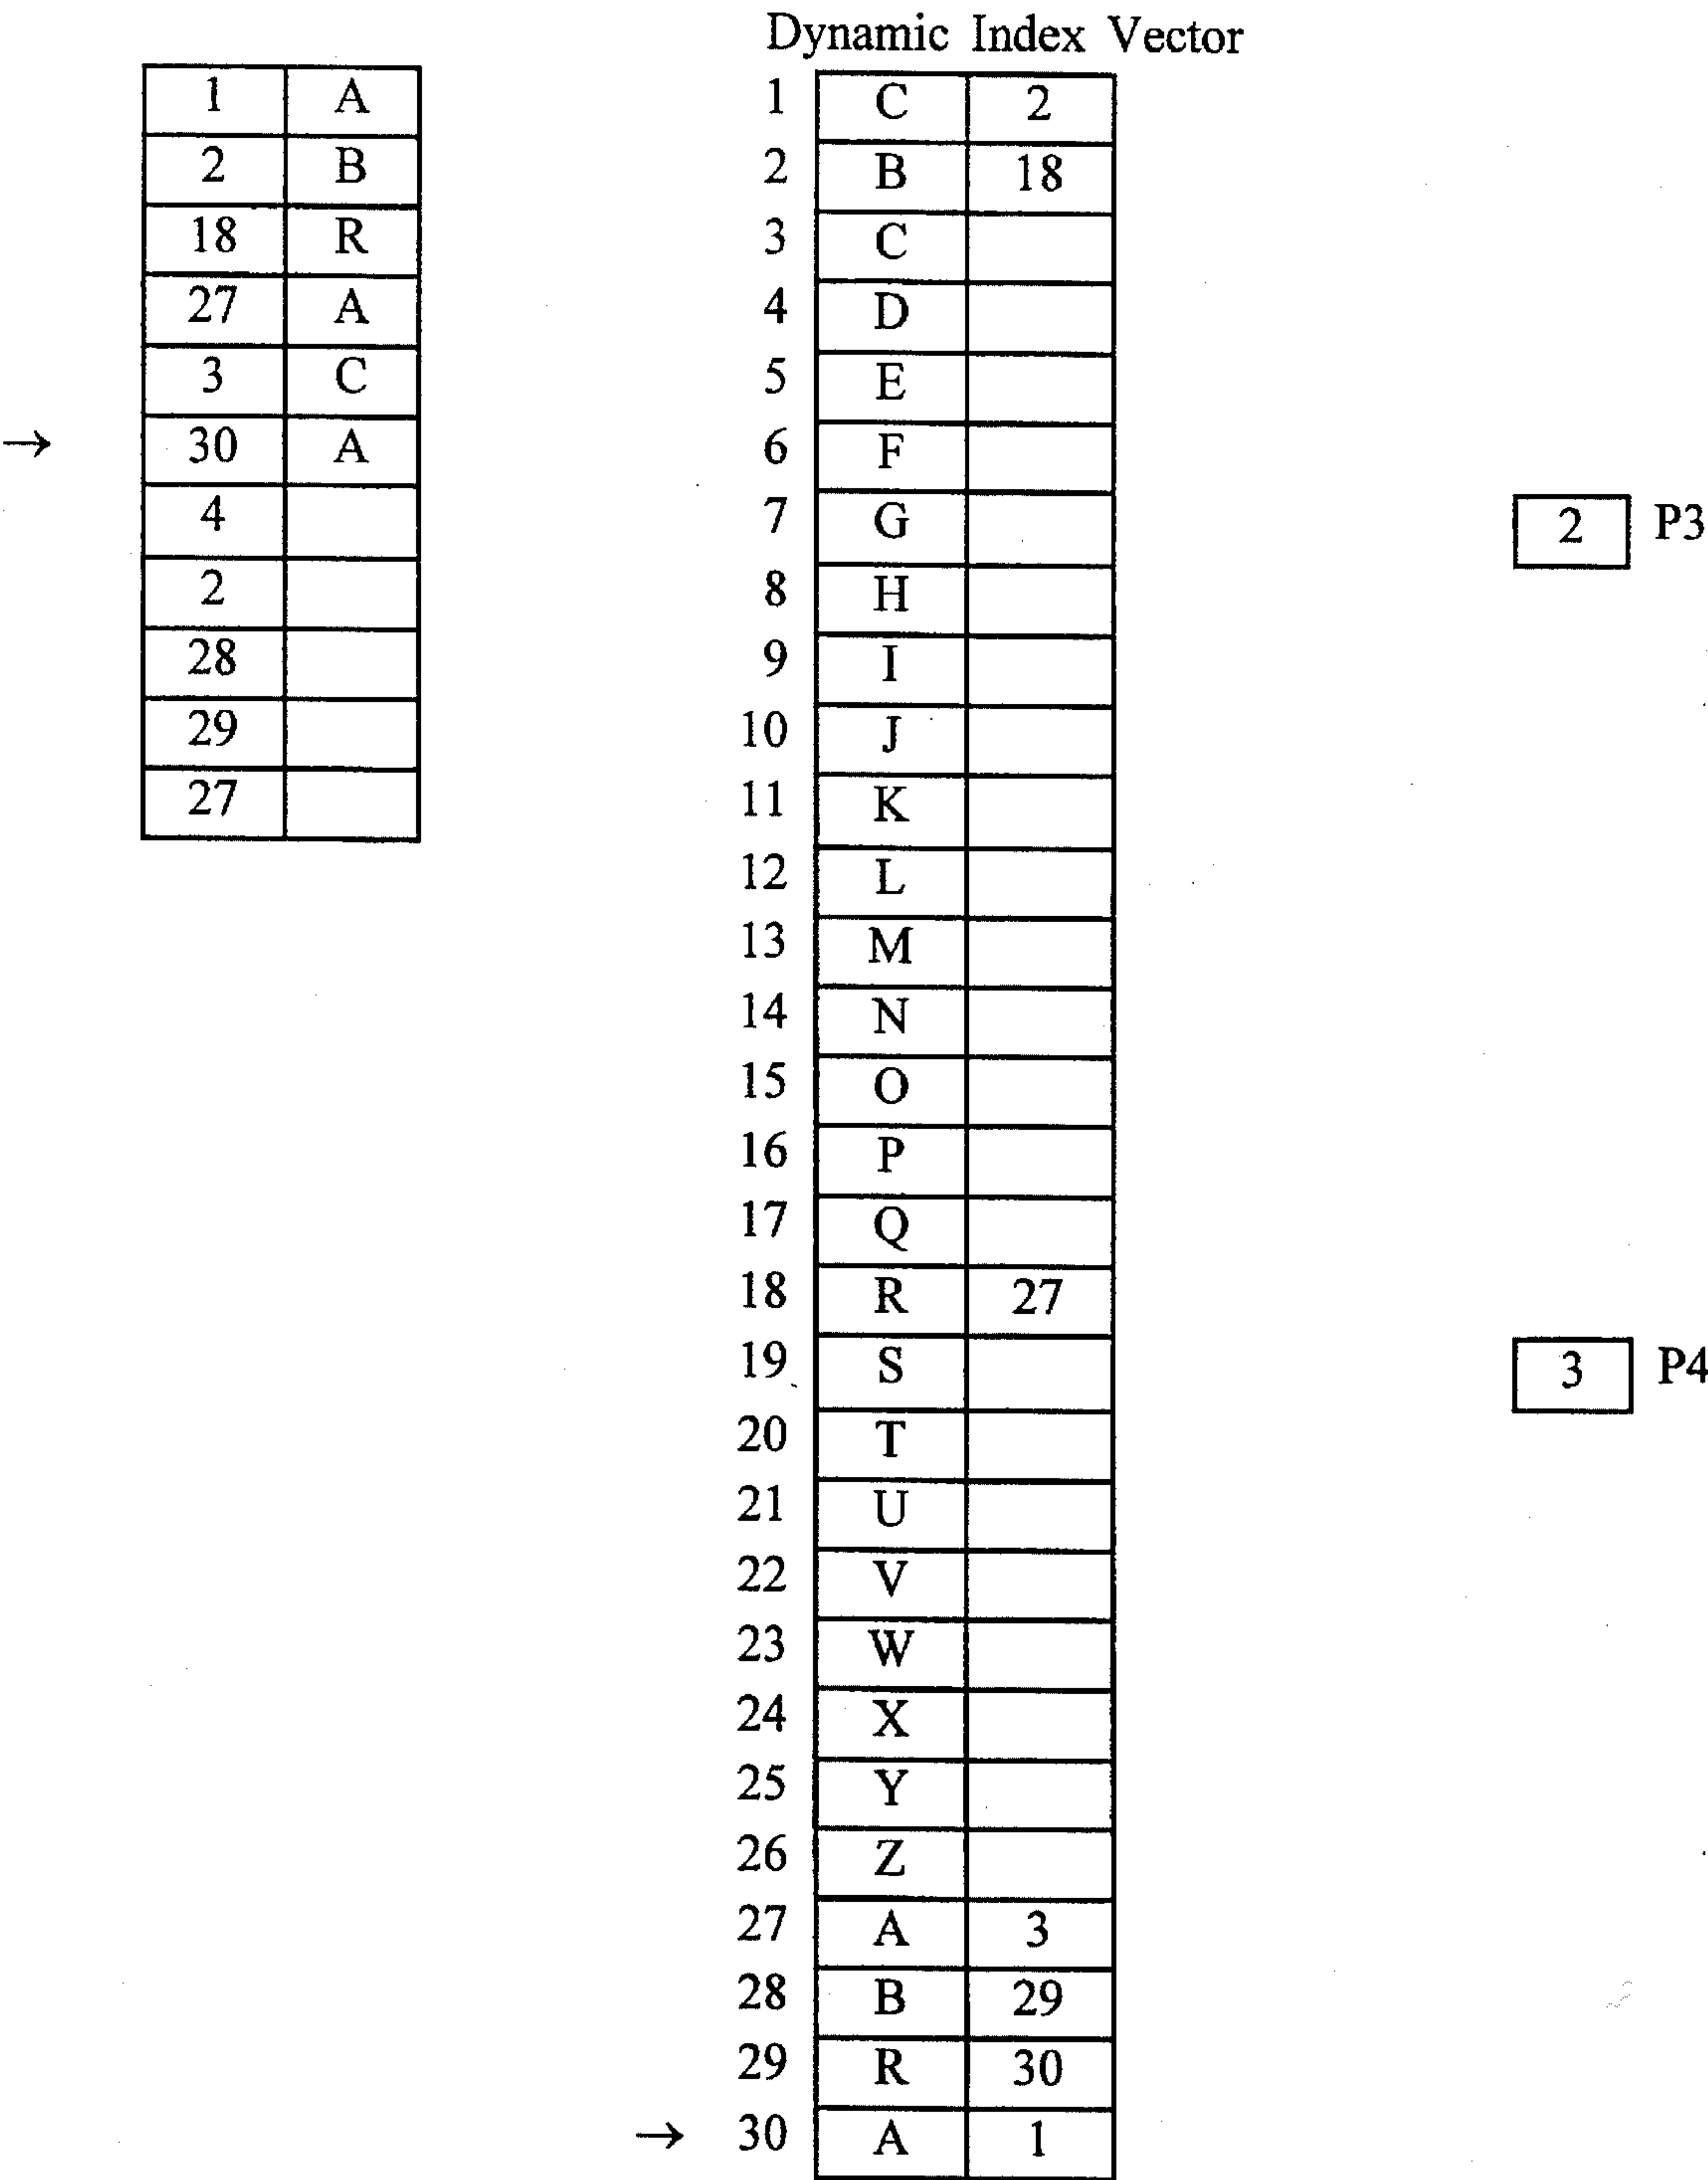 Dynamic Index Vector
1 A
2 B
18 R
27 A
3 C
→ 30 A
4
2
28
29
27
1 C 2
2 B 18
3 C
4 D
5 E
6 F
7 G
8 H
9 I
10 J
11 K
12 L
13 M
14 N
15 O
16 P
17 Q
18 R 27
19 S
20 T
21 U
22 V
23 W
24 X
25 Y
26 Z
27 A 3
28 B 29
29 R 30
→ 30 A 1
2 P3
3 P4